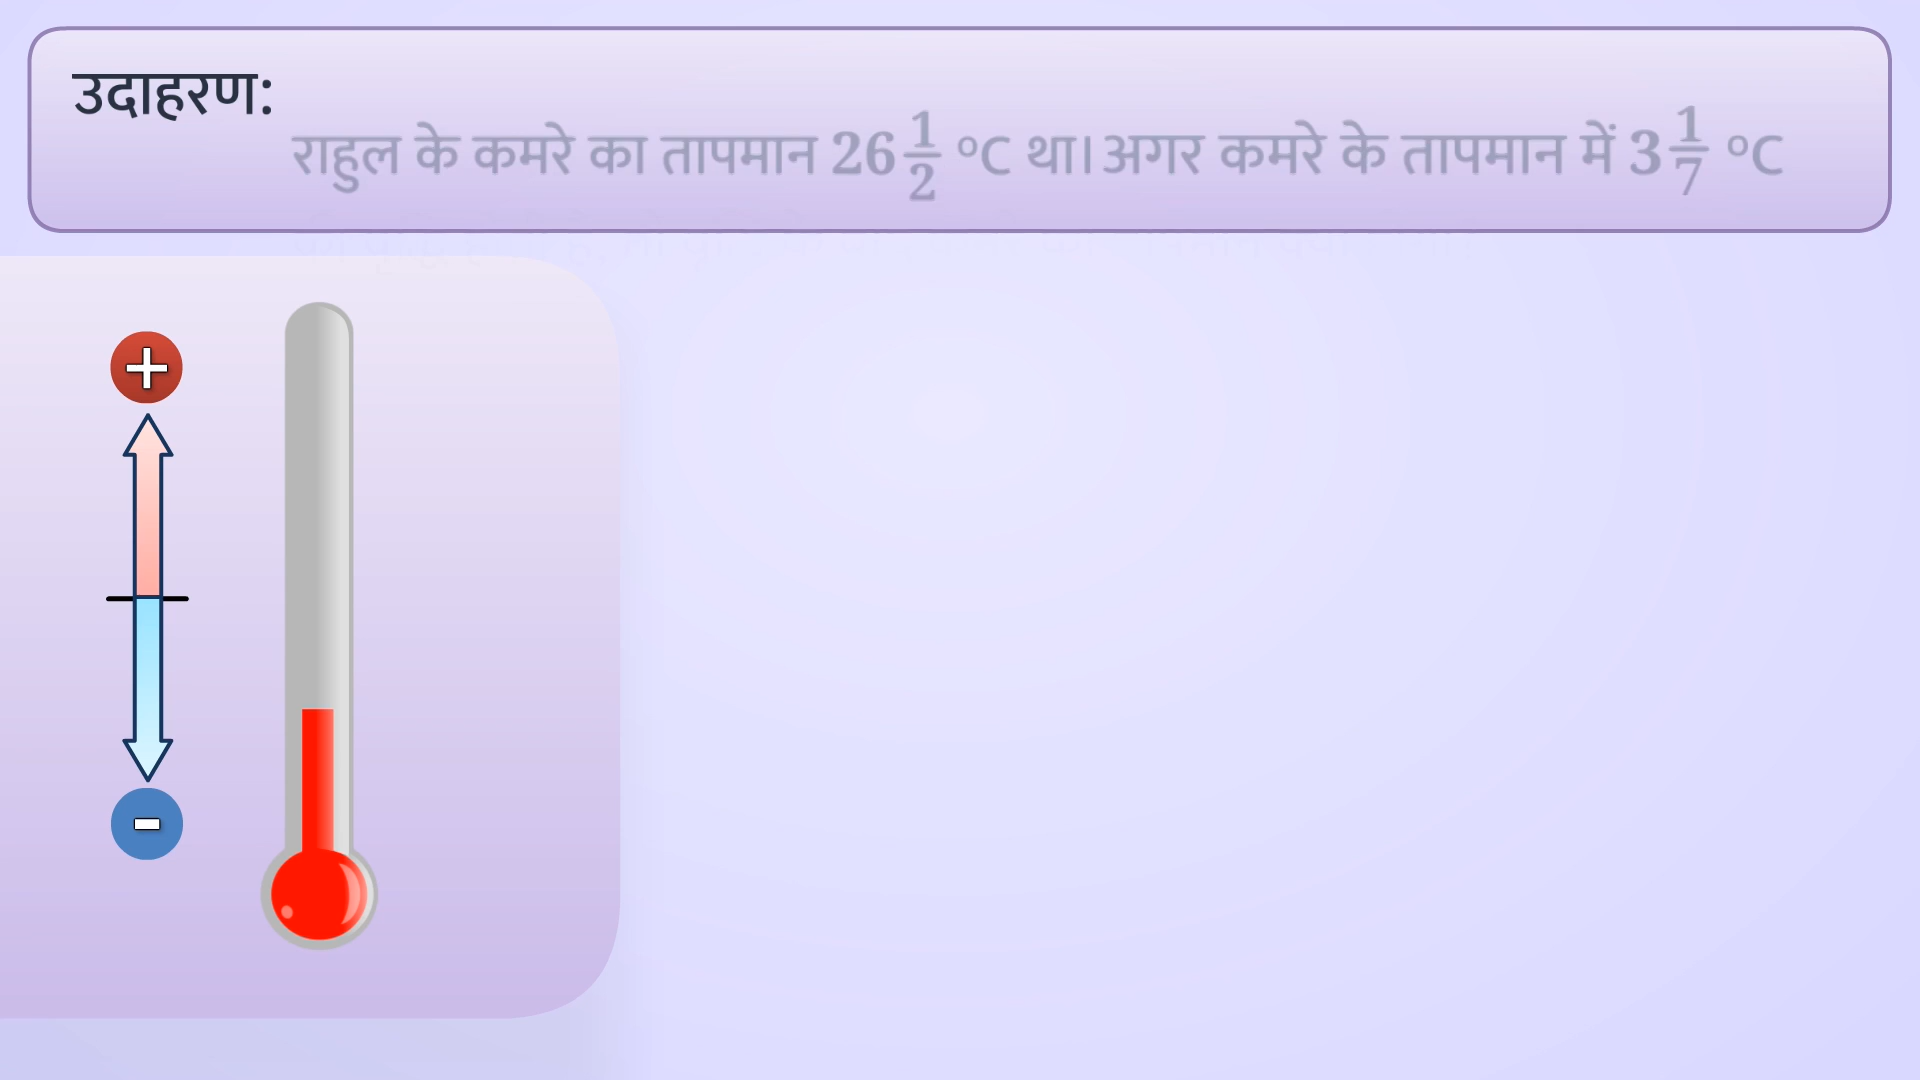 उदाहरण:
राहुल के कमरे का तापमान 26 1/2 °C था। अगर कमरे के तापमान में 3 1/7 °C
+
-